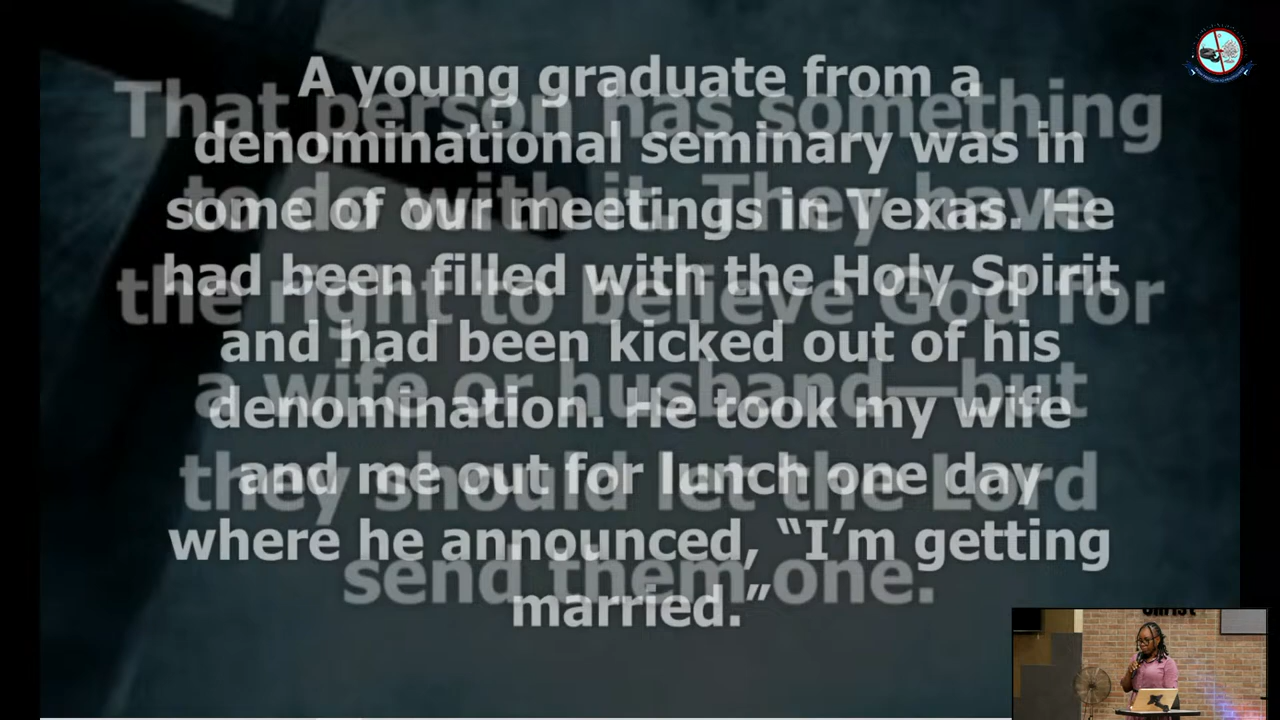 A young graduate from a
denominational seminary was in
some of our meetings in Texas. He
had been filled with the Holy Spirit
and had been kicked out of his
denomination. He took my wife
and me out for lunch one day
where he announced, “I’m getting
married.”
That person has something
to do with it. They have
the right to believe God for
a wife or husband—but
they should let the Lord
send them one.
CHRIST